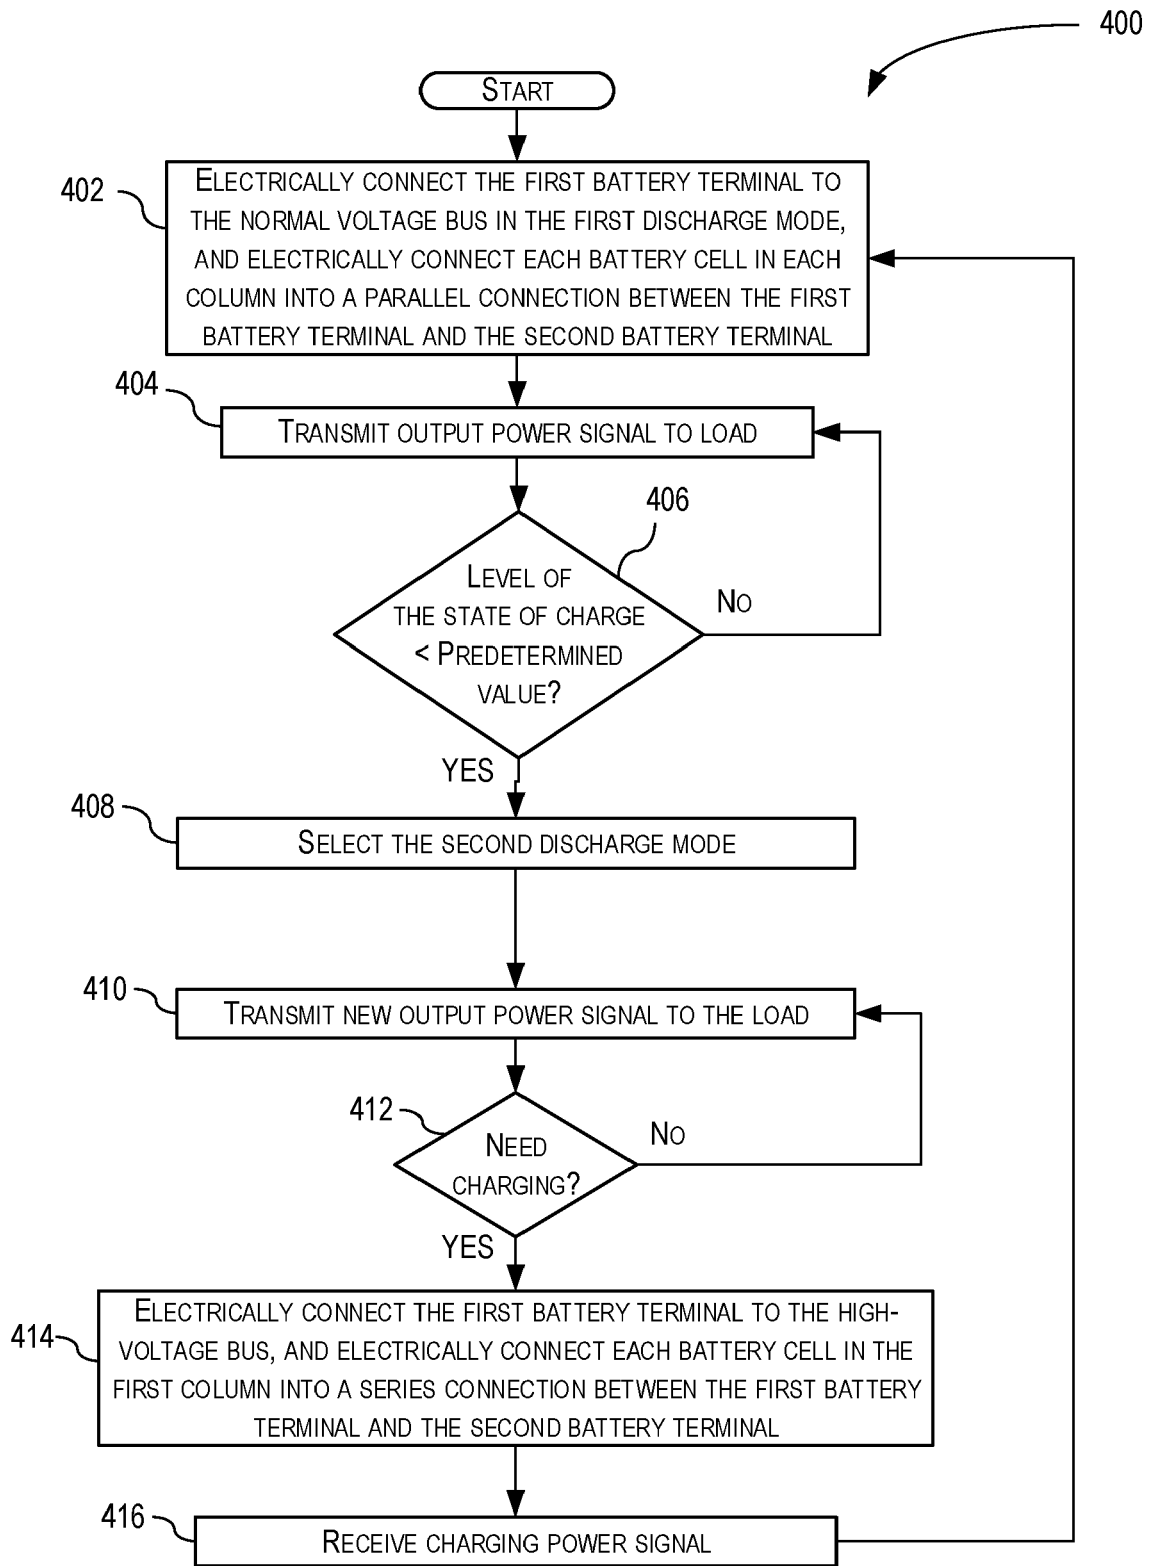 400
START
402
ELECTRICALLY CONNECT THE FIRST BATTERY TERMINAL TO
THE NORMAL VOLTAGE BUS IN THE FIRST DISCHARGE MODE,
AND ELECTRICALLY CONNECT EACH BATTERY CELL IN EACH
COLUMN INTO A PARALLEL CONNECTION BETWEEN THE FIRST
BATTERY TERMINAL AND THE SECOND BATTERY TERMINAL
404
TRANSMIT OUTPUT POWER SIGNAL TO LOAD
406
LEVEL OF
THE STATE OF CHARGE
< PREDETERMINED
VALUE?
NO
YES
408
SELECT THE SECOND DISCHARGE MODE
410
TRANSMIT NEW OUTPUT POWER SIGNAL TO THE LOAD
412
NEED
CHARGING?
NO
YES
414
ELECTRICALLY CONNECT THE FIRST BATTERY TERMINAL TO THE HIGH-
VOLTAGE BUS, AND ELECTRICALLY CONNECT EACH BATTERY CELL IN THE
FIRST COLUMN INTO A SERIES CONNECTION BETWEEN THE FIRST BATTERY
TERMINAL AND THE SECOND BATTERY TERMINAL
416
RECEIVE CHARGING POWER SIGNAL